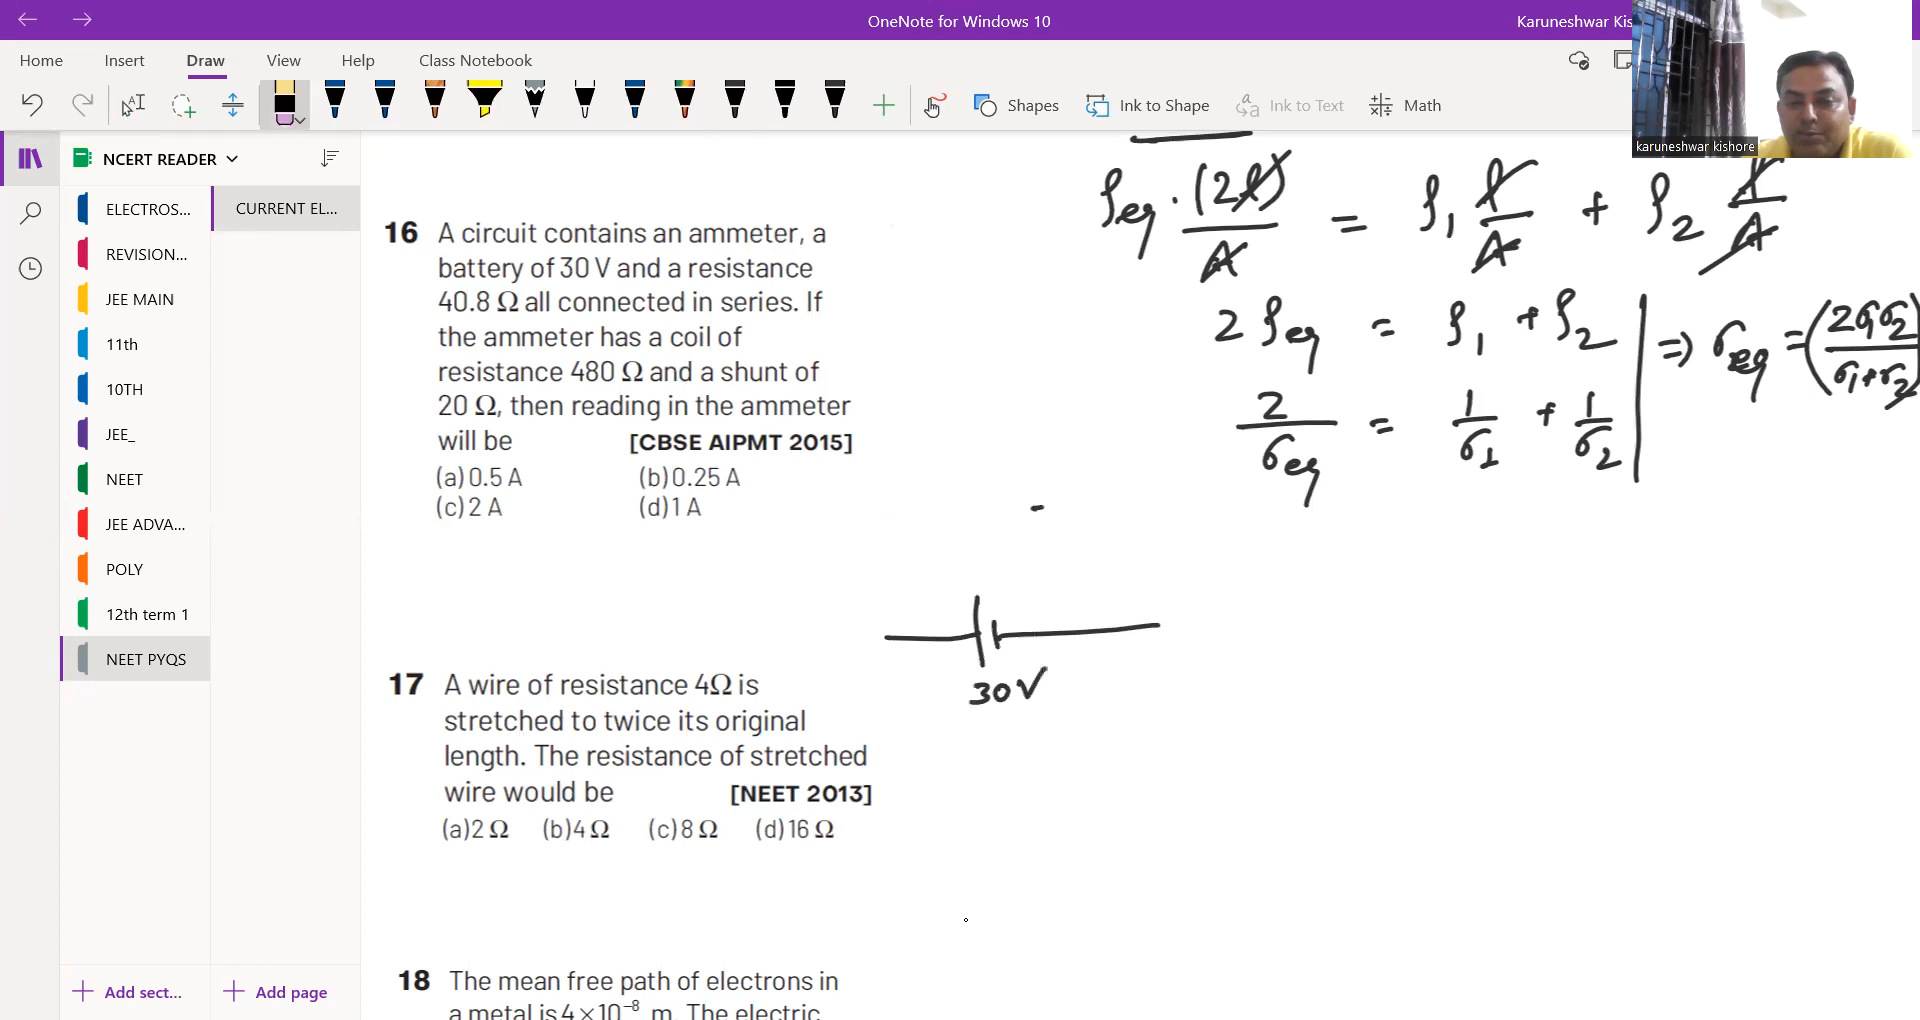 OneNote for Windows 10
Karuneshwar Kis
Home Insert Draw View Help Class Notebook
Shapes Ink to Shape Ink to Text Math
karuneshwar kishore
NCERT READER
ELECTROS...
REVISION...
JEE MAIN
11th
10TH
JEE_
NEET
JEE ADVA...
POLY
12th term 1
NEET PYQS
Add sect...
CURRENT EL...
Add page
16 A circuit contains an ammeter, a
battery of 30 V and a resistance
40.8 Ω all connected in series. If
the ammeter has a coil of
resistance 480 Ω and a shunt of
20 Ω, then reading in the ammeter
will be [CBSE AIPMT 2015]
(a) 0.5 A (b) 0.25 A
(c) 2 A (d) 1 A
17 A wire of resistance 4Ω is
stretched to twice its original
length. The resistance of stretched
wire would be [NEET 2013]
(a)2 Ω (b)4 Ω (c)8 Ω (d)16 Ω
18 The mean free path of electrons in
a metal is 4×10⁻⁸ m. The electric
ρeq · (2l)/A = ρ1 l/A + ρ2 l/A
2 ρeq = ρ1 + ρ2
2/σeq = 1/σ1 + 1/σ2
⇒ σeq = (2σ1σ2/σ1+σ2)
30V